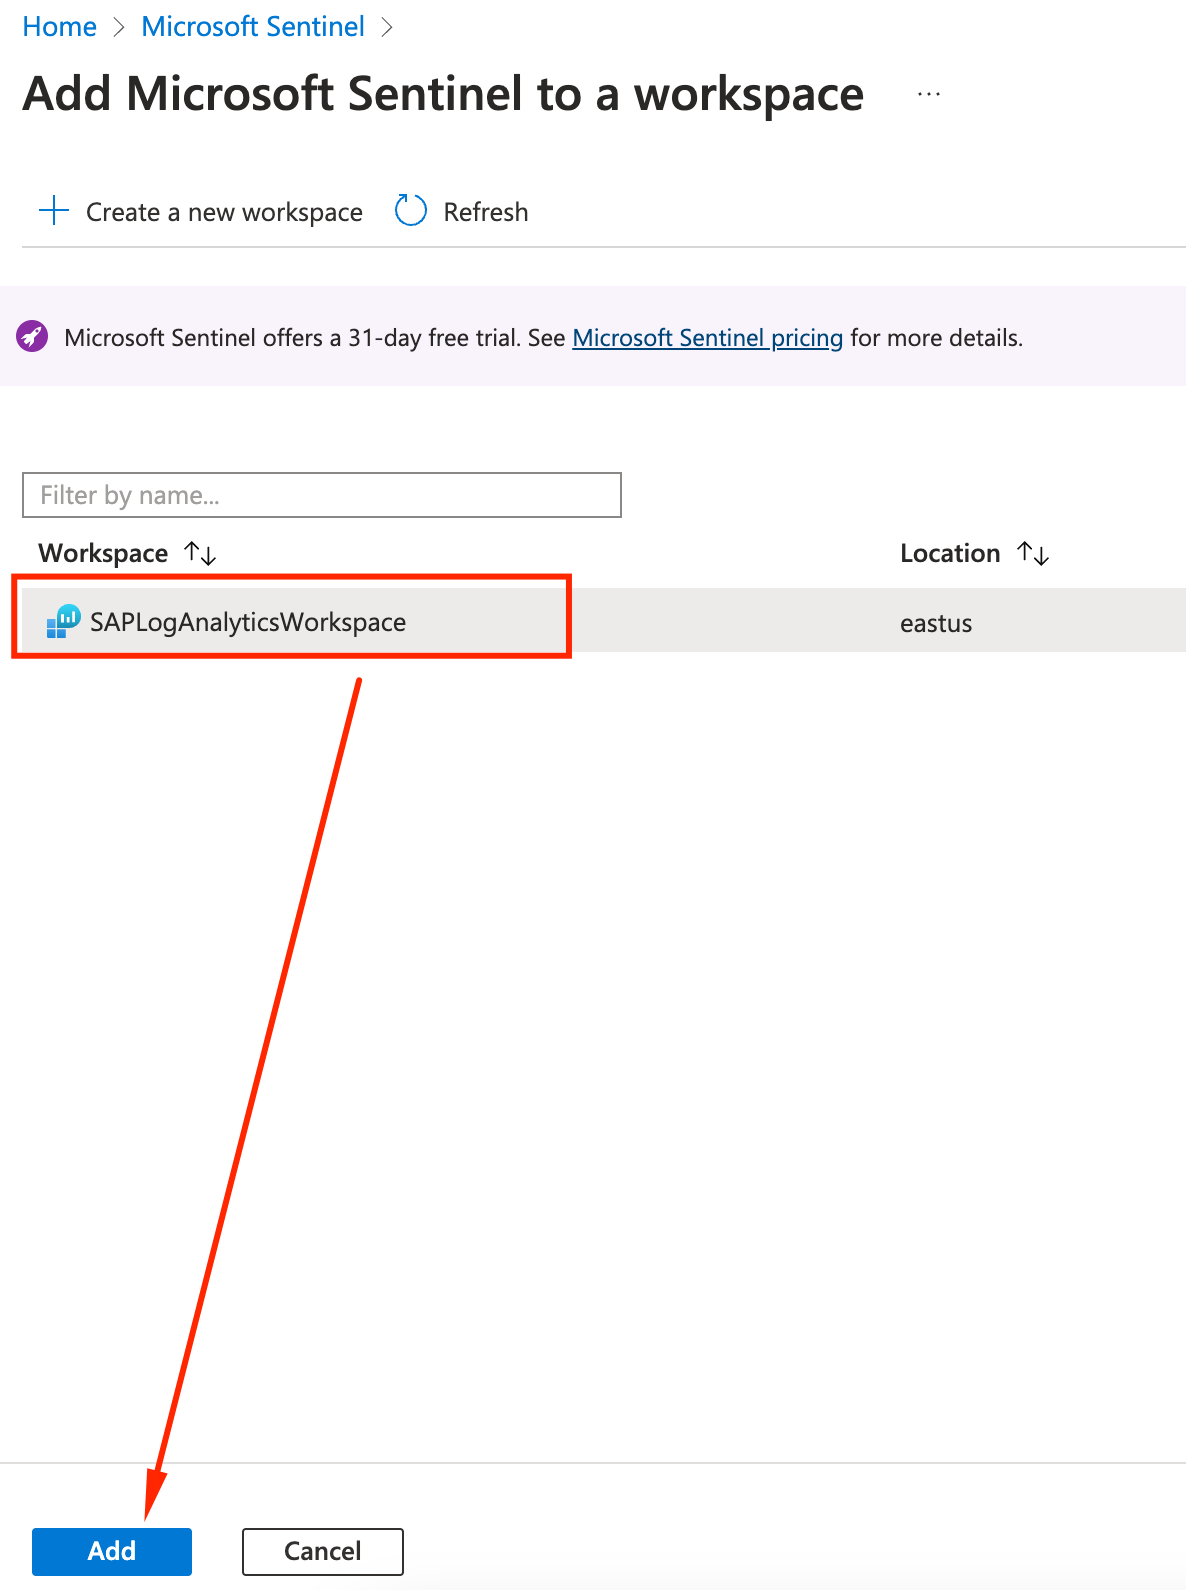 Home > Microsoft Sentinel >
Add Microsoft Sentinel to a workspace ...
Create a new workspace Refresh
Microsoft Sentinel offers a 31-day free trial. See Microsoft Sentinel pricing for more details.
Filter by name...
Workspace ↑↓ Location ↑↓
SAPLogAnalyticsWorkspace eastus
Add Cancel